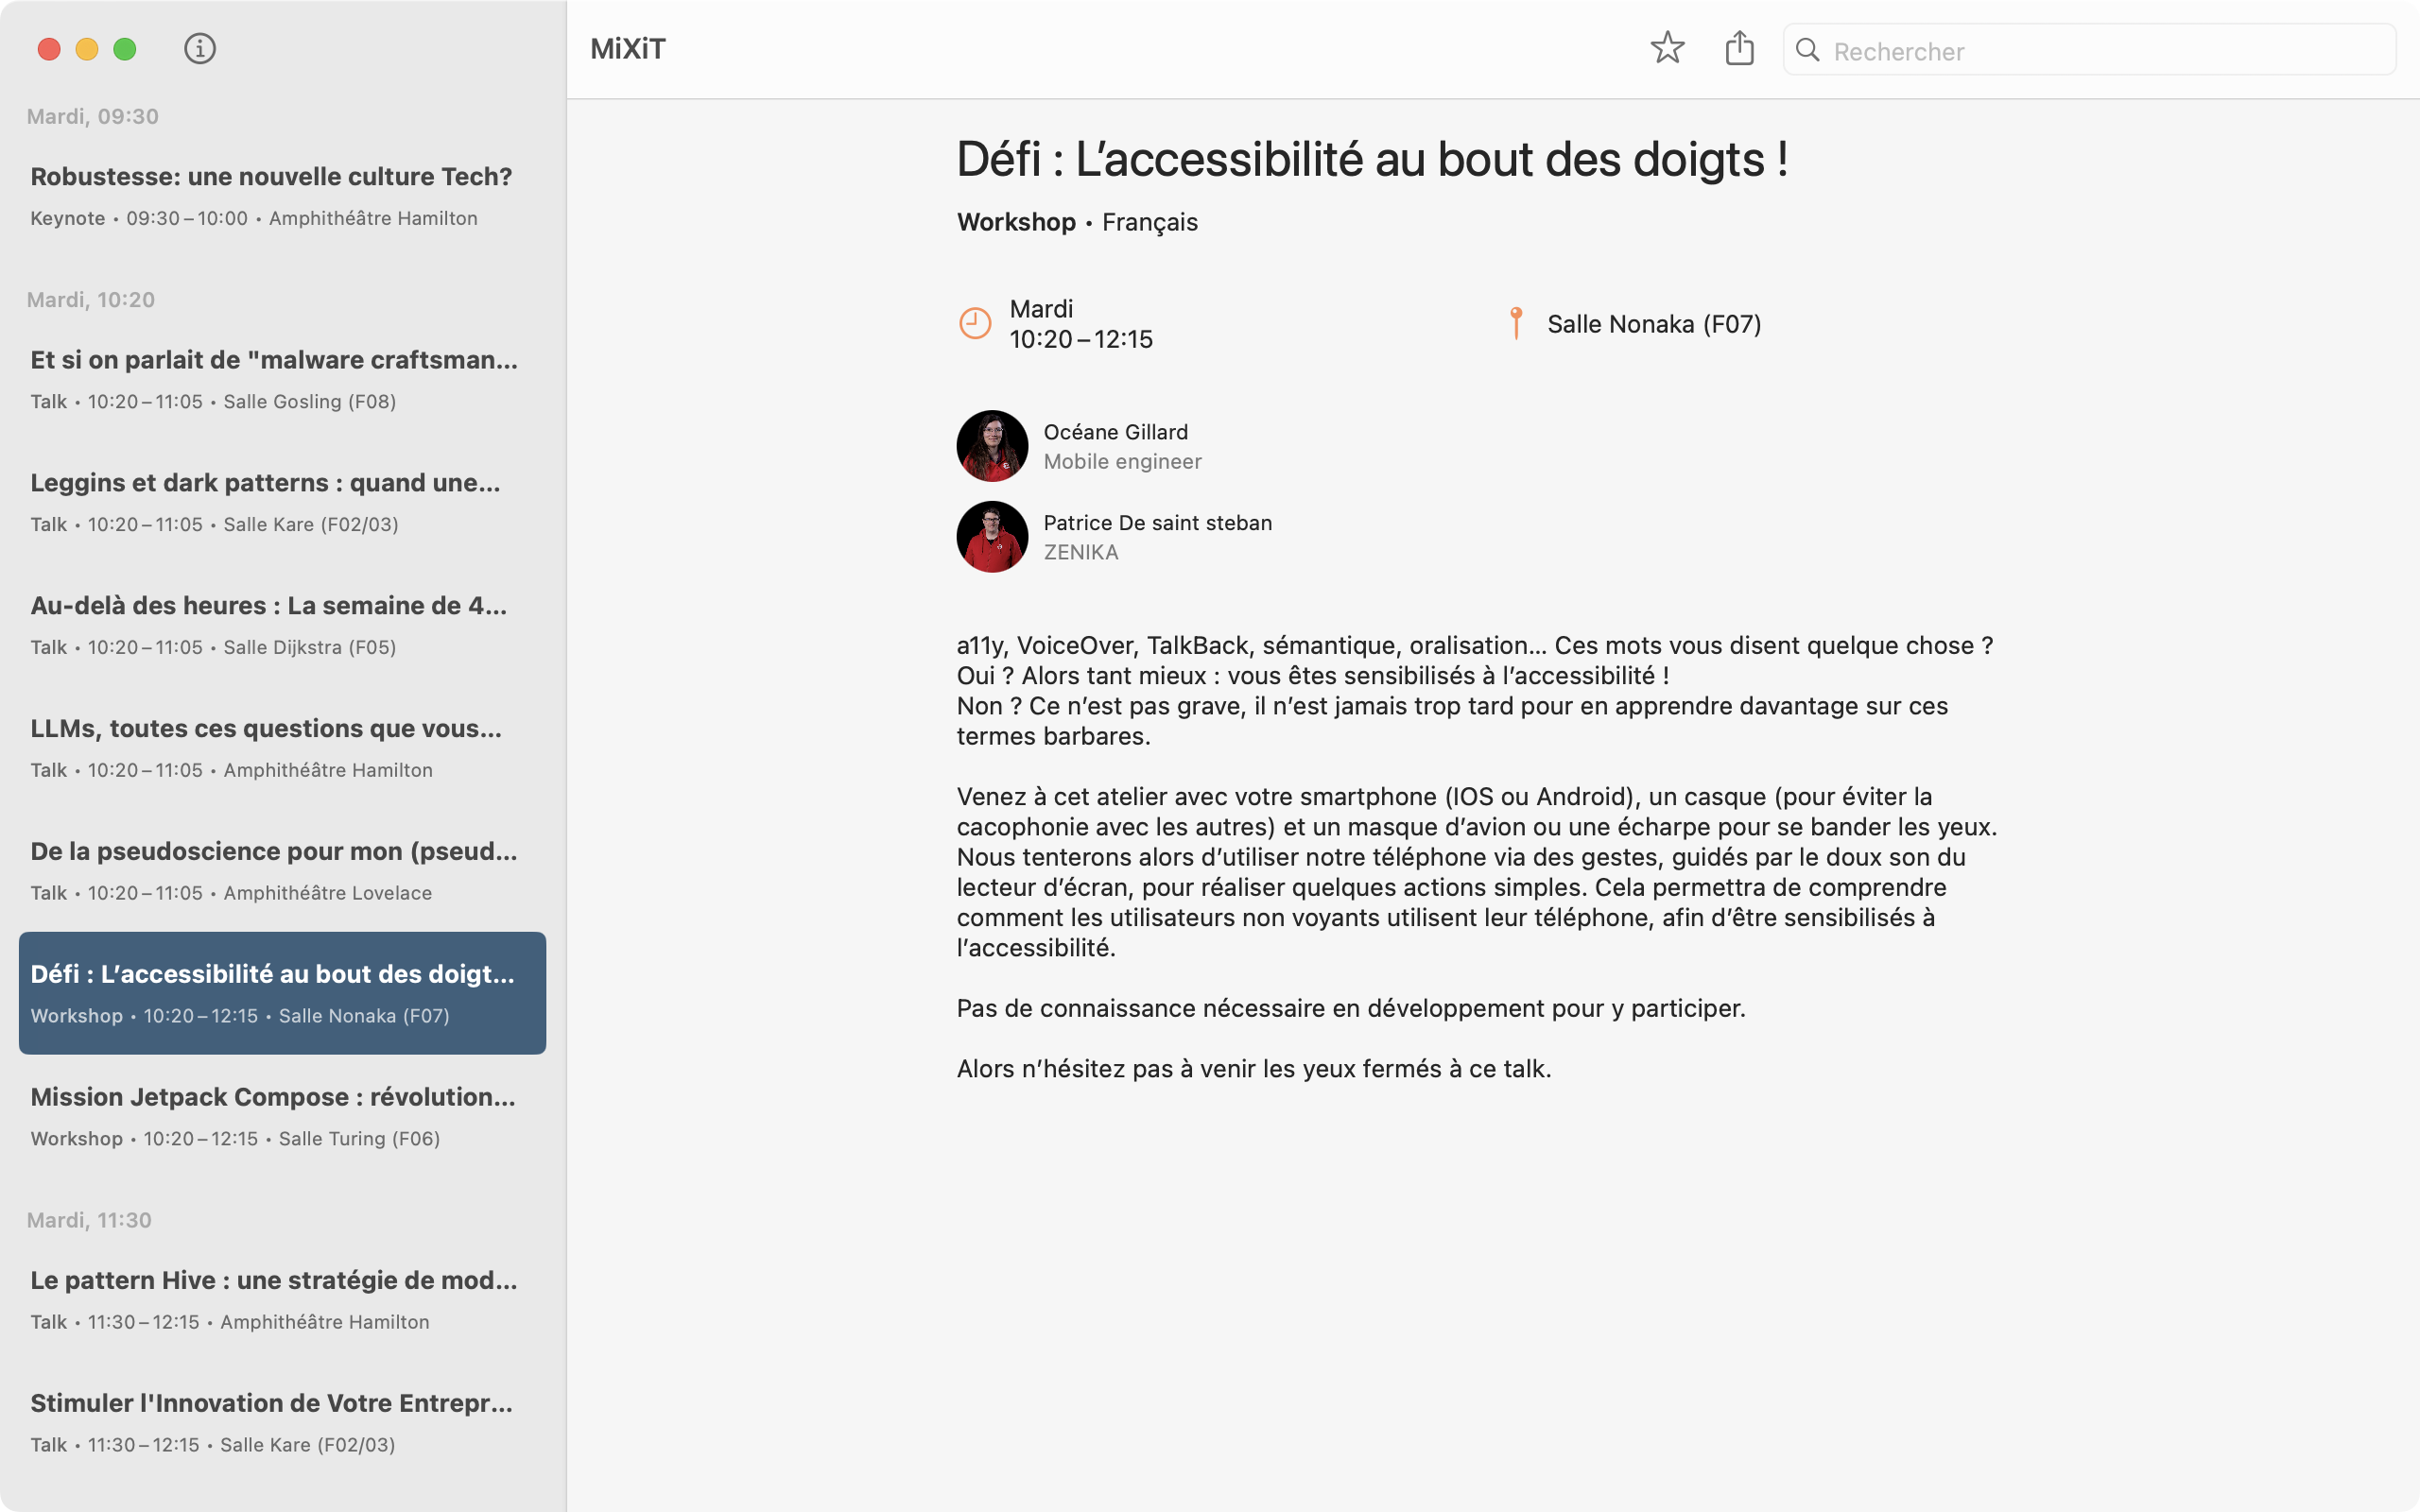 Mardi, 09:30
Robustesse: une nouvelle culture Tech?
Keynote • 09:30 – 10:00 • Amphithéâtre Hamilton
Mardi, 10:20
Et si on parlait de "malware craftsman...
Talk • 10:20 – 11:05 • Salle Gosling (F08)
Leggins et dark patterns : quand une...
Talk • 10:20 – 11:05 • Salle Kare (F02/03)
Au-delà des heures : La semaine de 4...
Talk • 10:20 – 11:05 • Salle Dijkstra (F05)
LLMs, toutes ces questions que vous...
Talk • 10:20 – 11:05 • Amphithéâtre Hamilton
De la pseudoscience pour mon (pseud...
Talk • 10:20 – 11:05 • Amphithéâtre Lovelace
Défi : L’accessibilité au bout des doigt...
Workshop • 10:20 – 12:15 • Salle Nonaka (F07)
Mission Jetpack Compose : révolution...
Workshop • 10:20 – 12:15 • Salle Turing (F06)
Mardi, 11:30
Le pattern Hive : une stratégie de mod...
Talk • 11:30 – 12:15 • Amphithéâtre Hamilton
Stimuler l'Innovation de Votre Entrepr...
Talk • 11:30 – 12:15 • Salle Kare (F02/03)
MiXiT
Rechercher
Défi : L’accessibilité au bout des doigts !
Workshop • Français
Mardi
10:20 – 12:15
Salle Nonaka (F07)
Océane Gillard
Mobile engineer
Patrice De saint steban
ZENIKA
a11y, VoiceOver, TalkBack, sémantique, oralisation... Ces mots vous disent quelque chose ?
Oui ? Alors tant mieux : vous êtes sensibilisés à l’accessibilité !
Non ? Ce n’est pas grave, il n’est jamais trop tard pour en apprendre davantage sur ces
termes barbares.
Venez à cet atelier avec votre smartphone (IOS ou Android), un casque (pour éviter la
cacophonie avec les autres) et un masque d’avion ou une écharpe pour se bander les yeux.
Nous tenterons alors d’utiliser notre téléphone via des gestes, guidés par le doux son du
lecteur d’écran, pour réaliser quelques actions simples. Cela permettra de comprendre
comment les utilisateurs non voyants utilisent leur téléphone, afin d’être sensibilisés à
l’accessibilité.
Pas de connaissance nécessaire en développement pour y participer.
Alors n’hésitez pas à venir les yeux fermés à ce talk.